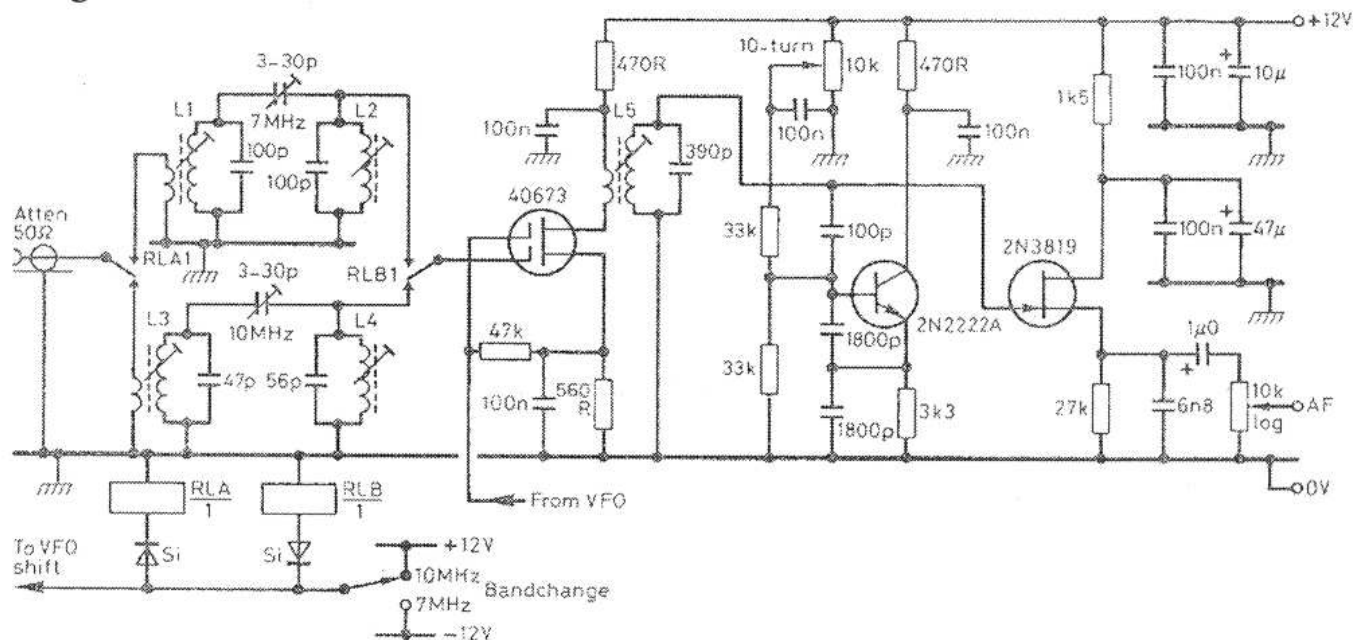 +12V
3-30p
10-turn
470R
10k
470R
100n
+
10µ
7MHz
L1
L2
L5
1k5
100n
100n
100n
390p
100p
100p
40673
Atten
50Ω
33k
100p
100n
+
47µ
2N3819
RLA1
3-30p
RLB1
10MHz
2N2222A
L3
L4
47k
1800p
1µ0
+
33k
47p
56p
560
R
10k
log
AF
100n
3k3
27k
6n8
1800p
RLA
1
RLB
1
From VFO
0V
To VFO
shift
Si
Si
+12V
10MHz
Bandchange
7MHz
-12V